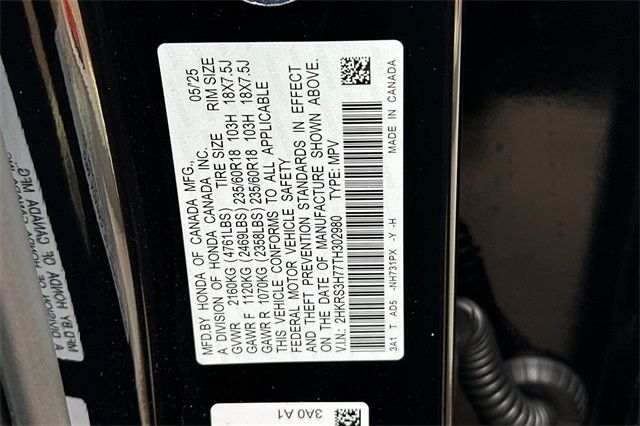 MFD.BY HONDA OF CANADA MFG., 05/25
A DIVISION OF HONDA CANADA INC.
TIRE SIZE RIM SIZE
GVWR 2160KG (4761LBS)
GAWR F 1120KG (2469LBS) 235/60R18 103H 18X7.5J
GAWR R 1070KG (2358LBS) 235/60R18 103H 18X7.5J
THIS VEHICLE CONFORMS TO ALL APPLICABLE
FEDERAL MOTOR VEHICLE SAFETY
AND THEFT PREVENTION STANDARDS IN EFFECT
ON THE DATE OF MANUFACTURE SHOWN ABOVE.
V.I.N.: 2HKRS3H77TH302980 TYPE: MPV
3A1 T AD5 -NH731PX -Y -H MADE IN CANADA
3A0 A1